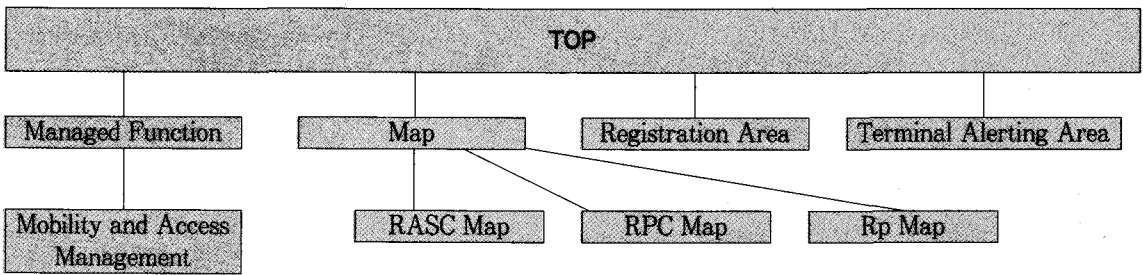 TOP
Managed Function
Map
Registration Area
Terminal Alerting Area
Mobility and Access
Management
RASC Map
RPC Map
Rp Map